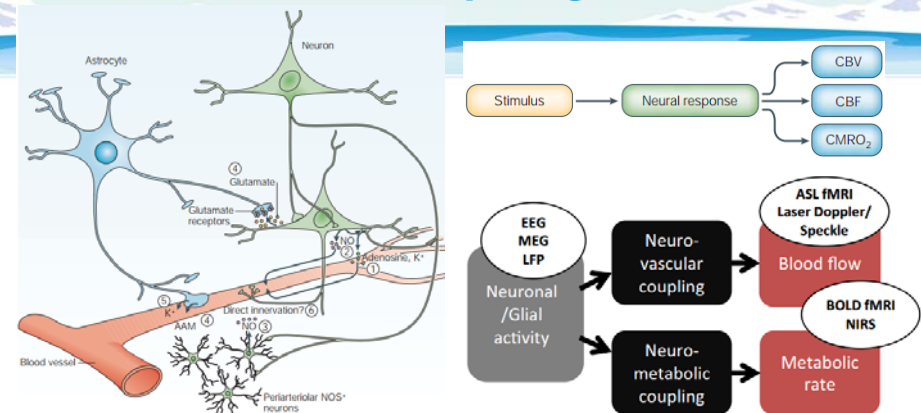 Neuron
Astrocyte
④
Glutamate
Glutamate
receptors
NO
②
Adenosine, K⁺
①
⑤
K⁺
AAM
④
Direct innervation? ⑥
NO ③
Blood vessel
Periarteriolar NOS⁺
neurons
Stimulus
Neural response
CBV
CBF
CMRO₂
EEG
MEG
LFP
Neuronal
/Glial
activity
Neuro-
vascular
coupling
ASL fMRI
Laser Doppler/
Speckle
Blood flow
Neuro-
metabolic
coupling
BOLD fMRI
NIRS
Metabolic
rate